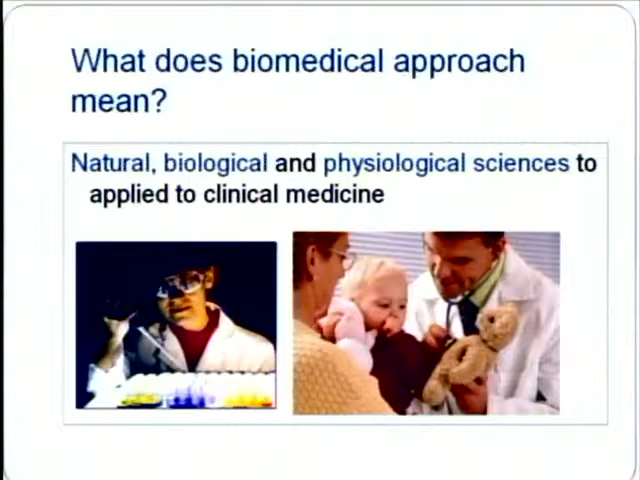 What does biomedical approach
mean?
Natural, biological and physiological sciences to
applied to clinical medicine